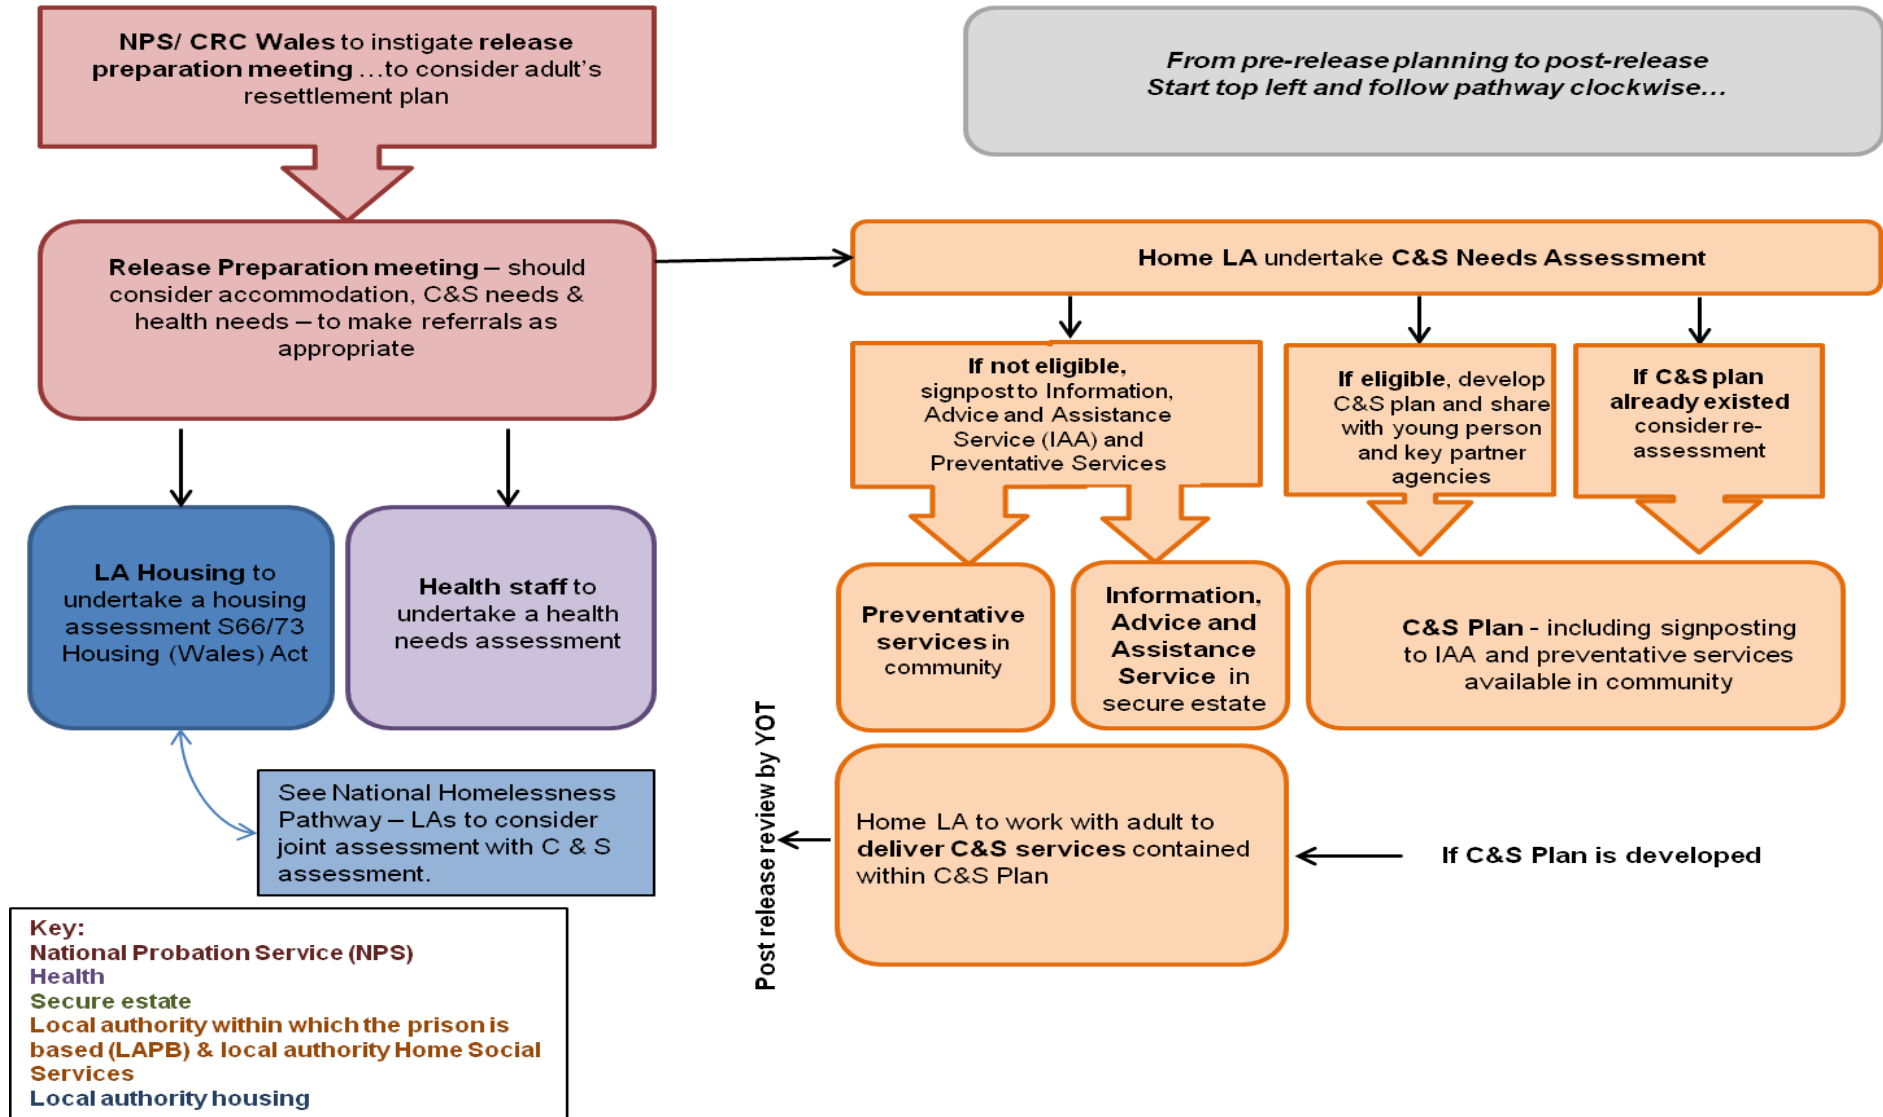 NPS/ CRC Wales to instigate release
preparation meeting …to consider adult's
resettlement plan
From pre-release planning to post-release
Start top left and follow pathway clockwise…
Release Preparation meeting – should
consider accommodation, C&S needs &
health needs – to make referrals as
appropriate
Home LA undertake C&S Needs Assessment
If not eligible,
signpost to Information,
Advice and Assistance
Service (IAA) and
Preventative Services
If eligible, develop
C&S plan and share
with young person
and key partner
agencies
If C&S plan
already existed
consider re-
assessment
LA Housing to
undertake a housing
assessment S66/73
Housing (Wales) Act
Health staff to
undertake a health
needs assessment
Preventative
services in
community
Information,
Advice and
Assistance
Service in
secure estate
C&S Plan - including signposting
to IAA and preventative services
available in community
See National Homelessness
Pathway – LAs to consider
joint assessment with C & S
assessment.
Post release review by YOT
Home LA to work with adult to
deliver C&S services contained
within C&S Plan
If C&S Plan is developed
Key:
National Probation Service (NPS)
Health
Secure estate
Local authority within which the prison is
based (LAPB) & local authority Home Social
Services
Local authority housing